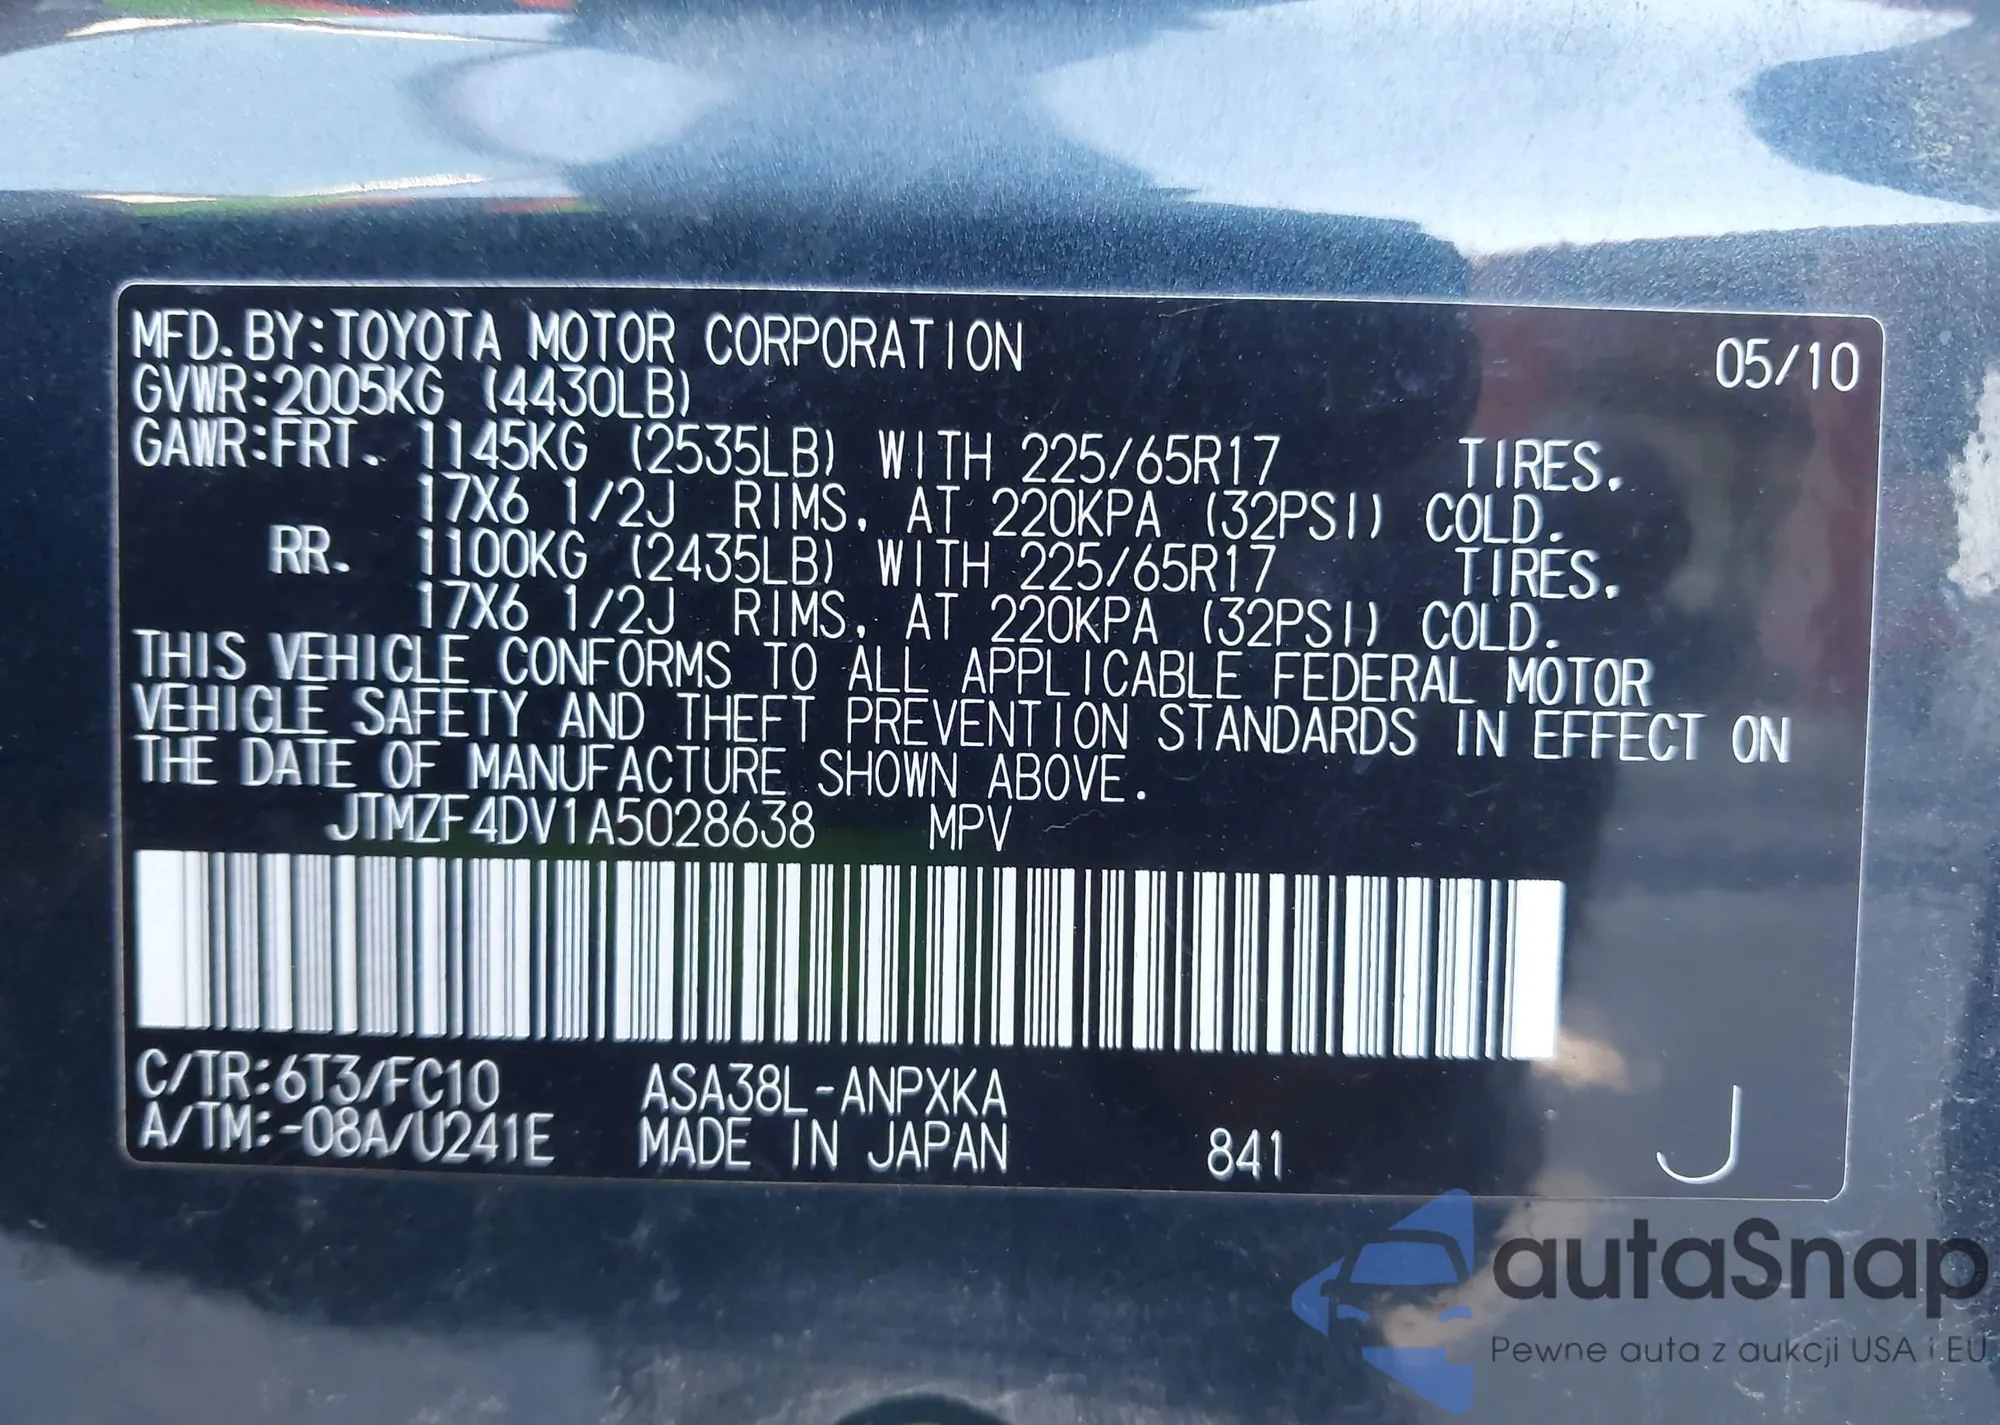 MFD.BY:TOYOTA MOTOR CORPORATION 05/10
GVWR:2005KG (4430LB)
GAWR:FRT. 1145KG (2535LB) WITH 225/65R17 TIRES.
17X6 1/2J RIMS, AT 220KPA (32PSI) COLD.
RR. 1100KG (2435LB) WITH 225/65R17 TIRES.
17X6 1/2J RIMS, AT 220KPA (32PSI) COLD.
THIS VEHICLE CONFORMS TO ALL APPLICABLE FEDERAL MOTOR
VEHICLE SAFETY AND THEFT PREVENTION STANDARDS IN EFFECT ON
THE DATE OF MANUFACTURE SHOWN ABOVE.
JTMZF4DV1A5028638 MPV
C/TR:6T3/FC10 ASA38L-ANPXKA
A/TM:-08A/U241E MADE IN JAPAN 841 J
autaSnap
Pewne auta z aukcji USA i EU